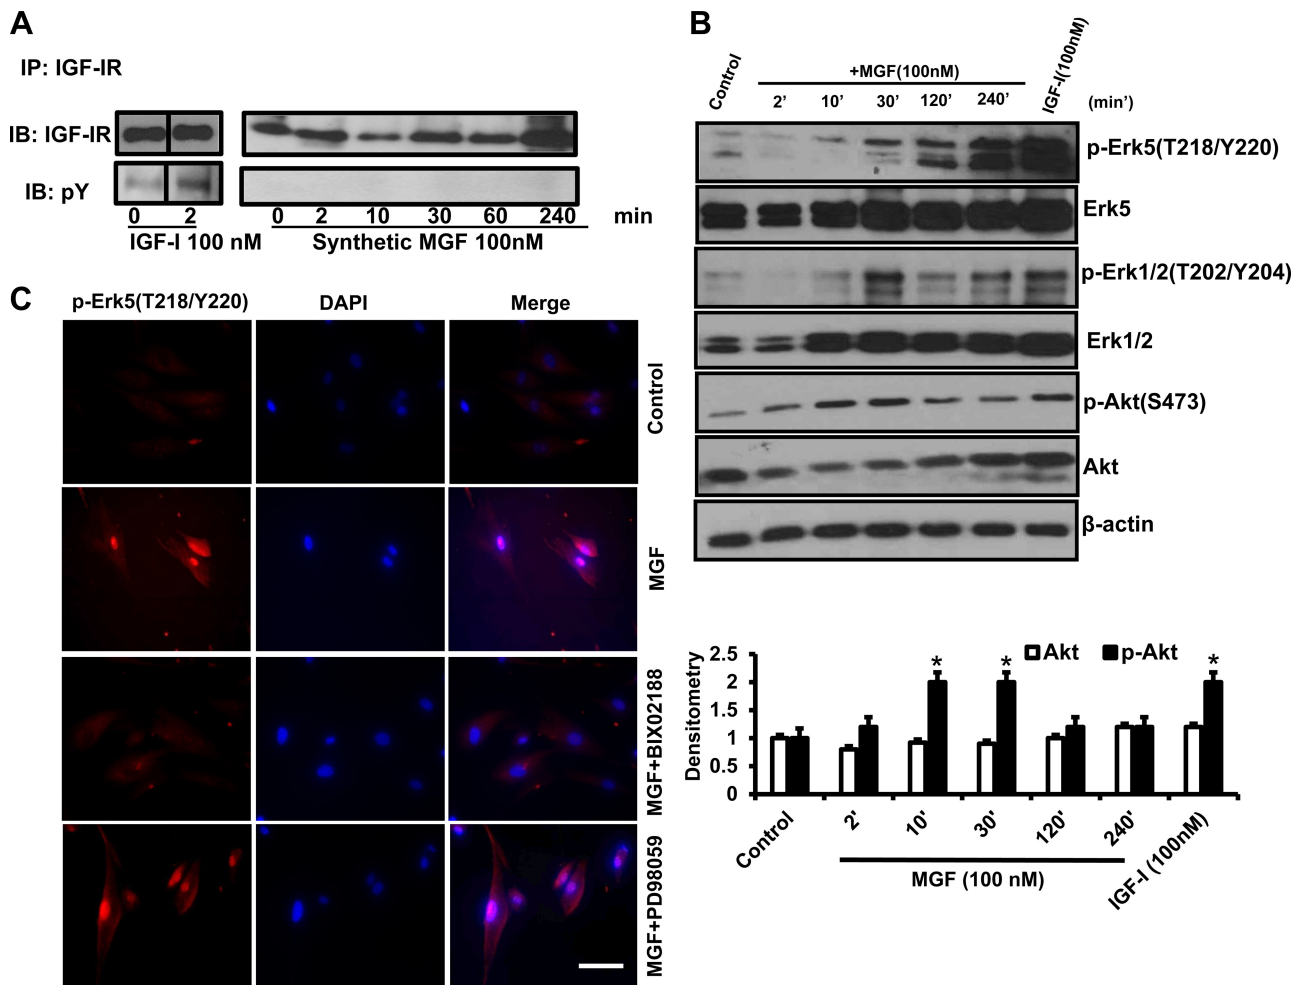 A
IP: IGF-IR
IB: IGF-IR
IB: pY
0 2 0 2 10 30 60 240 min
IGF-I 100 nM Synthetic MGF 100nM
B
Control +MGF(100nM) IGF-I(100nM)
2' 10' 30' 120' 240' (min')
p-Erk5(T218/Y220)
Erk5
p-Erk1/2(T202/Y204)
Erk1/2
p-Akt(S473)
Akt
β-actin
Densitometry
2.5
2
1.5
1
0.5
0
Akt p-Akt
* * *
Control 2' 10' 30' 120' 240' IGF-I (100nM)
MGF (100 nM)
C
p-Erk5(T218/Y220) DAPI Merge
Control
MGF
MGF+BIX02188
MGF+PD98059